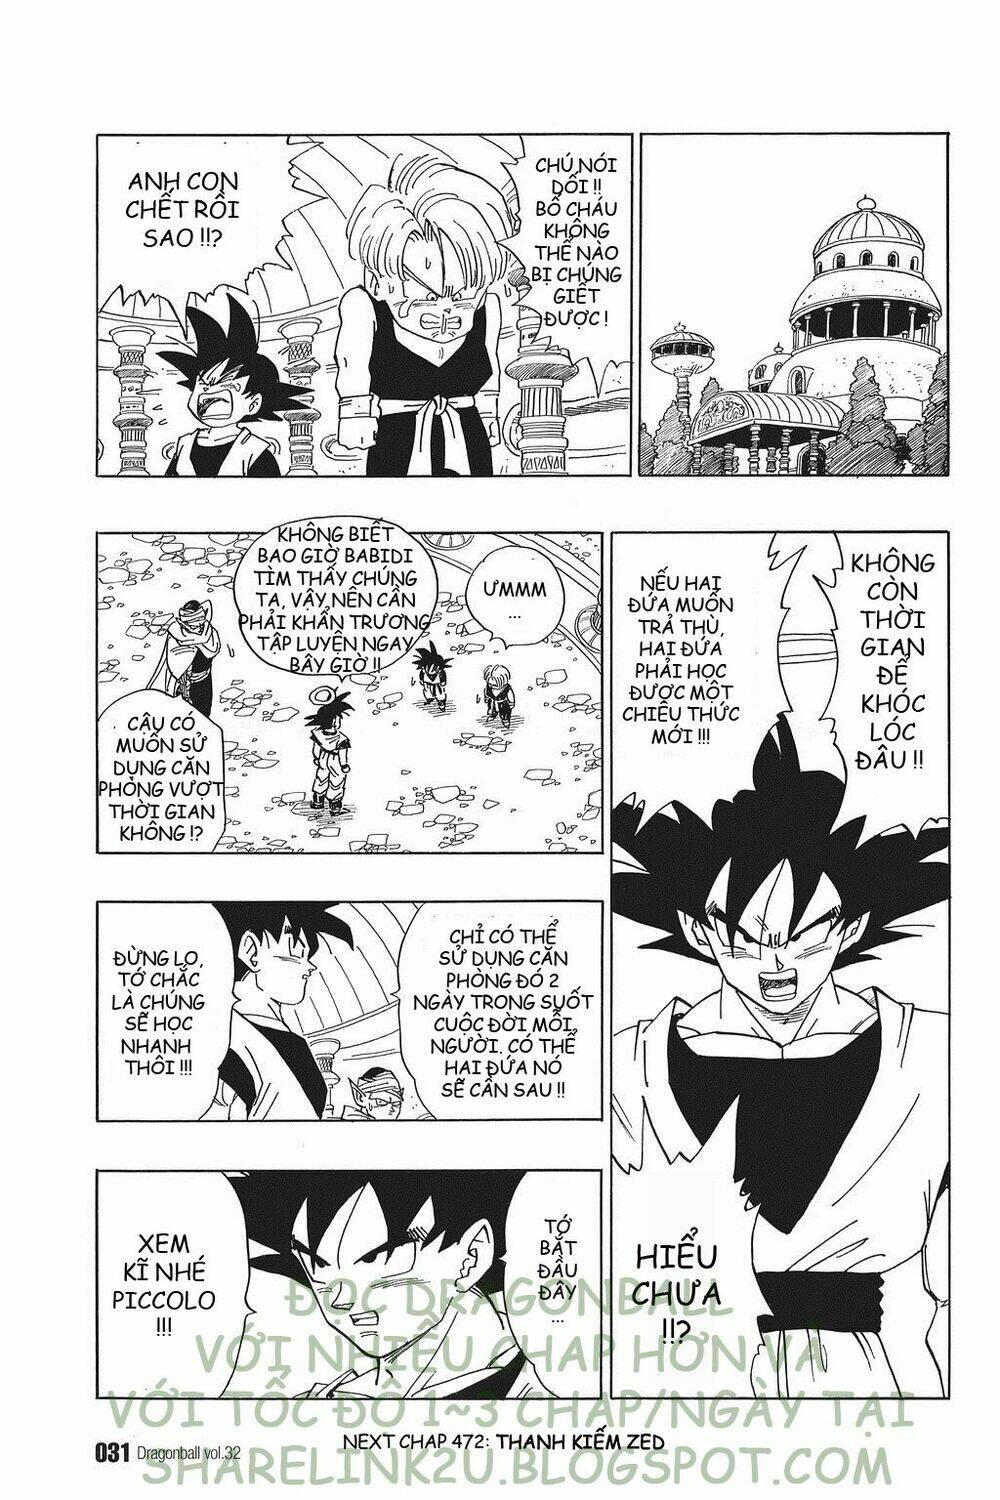 CHÚ NÓI
DỐI !!
BỐ CHÁU
KHÔNG
THỂ NÀO
BỊ CHÚNG
GIẾT
ĐƯỢC !
ANH CON
CHẾT RỒI
SAO !!?
KHÔNG
CÒN
THỜI
GIAN ĐỂ
KHÓC
LÓC
ĐÂU !!
NẾU HAI
ĐỨA MUỐN
TRẢ THÙ,
HAI ĐỨA
PHẢI HỌC
ĐƯỢC MỘT
CHIÊU THỨC
MỚI !!!
HIỂU
CHƯA
!!?
ƯMMM
...
KHÔNG BIẾT
BAO GIỜ BABIDI
TÌM THẤY CHÚNG
TA, VẬY NÊN CẦN
PHẢI KHẨN TRƯƠNG
TẬP LUYỆN NGAY
BÂY GIỜ !!
CẬU CÓ
MUỐN SỬ
DỤNG CĂN
PHÒNG VƯỢT
THỜI GIAN
KHÔNG !?
CHỈ CÓ THỂ
SỬ DỤNG CĂN
PHÒNG ĐÓ 2
NGÀY TRONG SUỐT
CUỘC ĐỜI MỖI
NGƯỜI. CÓ THỂ
HAI ĐỨA NÓ
SẼ CẦN SAU !!
ĐỪNG LO,
TỚ CHẮC
LÀ CHÚNG
SẼ HỌC
NHANH
THÔI !!!
TỚ
BẮT
ĐẦU
ĐÂY
...
XEM
KĨ NHÉ
PICCOLO
!!!
ĐỌC DRAGONBALL
VỚI NHIỀU CHAP HƠN VÀ
VỚI TỐC ĐỘ 1~3 CHAP/NGÀY TẠI
SHARELINK2U.BLOGSPOT.COM
NEXT CHAP 472: THANH KIẾM ZED
031 Dragonball vol.32